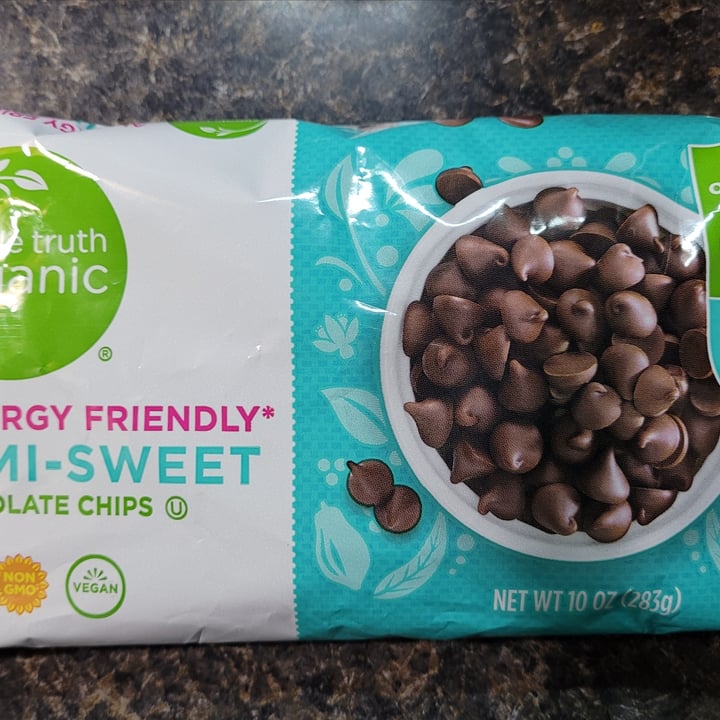 e truth
anic
®
RGY FRIENDLY*
MI-SWEET
OLATE CHIPS Ⓤ
NON
GMO
VEGAN
NET WT 10 OZ (283g)